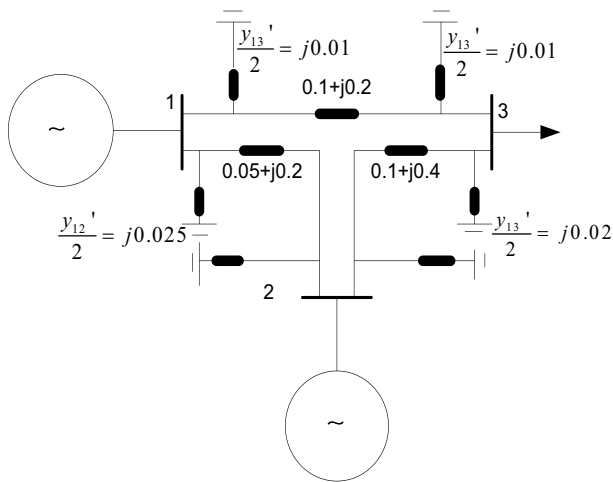 y₁₃'/2 = j0.01
y₁₃'/2 = j0.01
0.1+j0.2
1
3
~
0.05+j0.2
0.1+j0.4
y₁₂'/2 = j0.025
y₁₃'/2 = j0.02
2
~